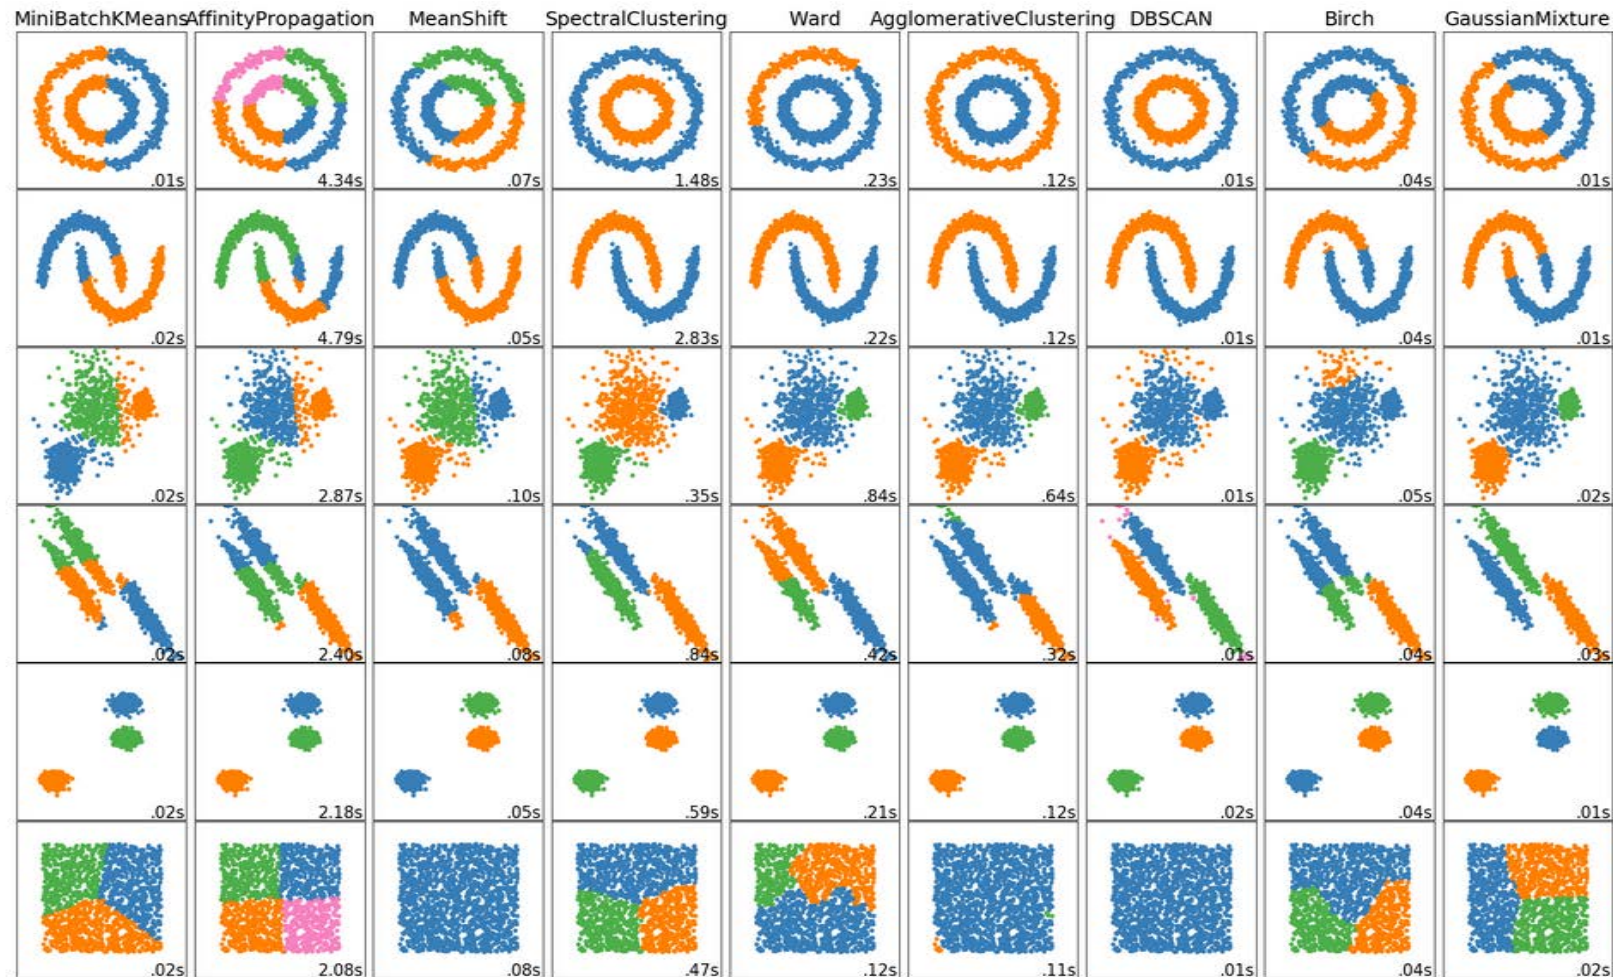 MiniBatchKMeans AffinityPropagation MeanShift SpectralClustering Ward AgglomerativeClustering DBSCAN Birch GaussianMixture
.01s 4.34s .07s 1.48s .23s .12s .01s .04s .01s
.02s 4.79s .05s 2.83s .22s .12s .01s .04s .01s
.02s 2.87s .10s .35s .84s .64s .01s .05s .02s
.02s 2.40s .08s .84s .42s .32s .01s .04s .03s
.02s 2.18s .05s .59s .21s .12s .02s .04s .01s
.02s 2.08s .08s .47s .12s .11s .01s .04s .02s